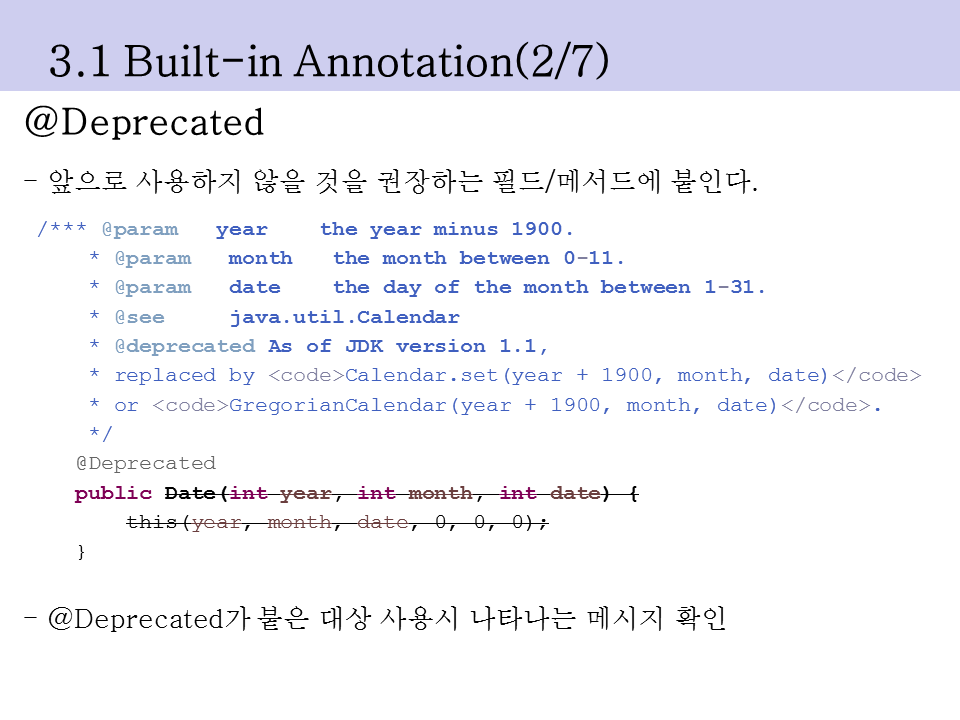 3.1 Built-in Annotation(2/7)
@Deprecated
- 앞으로 사용하지 않을 것을 권장하는 필드/메서드에 붙인다.
/*** @param year the year minus 1900.
* @param month the month between 0-11.
* @param date the day of the month between 1-31.
* @see java.util.Calendar
* @deprecated As of JDK version 1.1,
* replaced by <code>Calendar.set(year + 1900, month, date)</code>
* or <code>GregorianCalendar(year + 1900, month, date)</code>.
*/
@Deprecated
public Date(int year, int month, int date) {
this(year, month, date, 0, 0, 0);
}
- @Deprecated가 붙은 대상 사용시 나타나는 메시지 확인